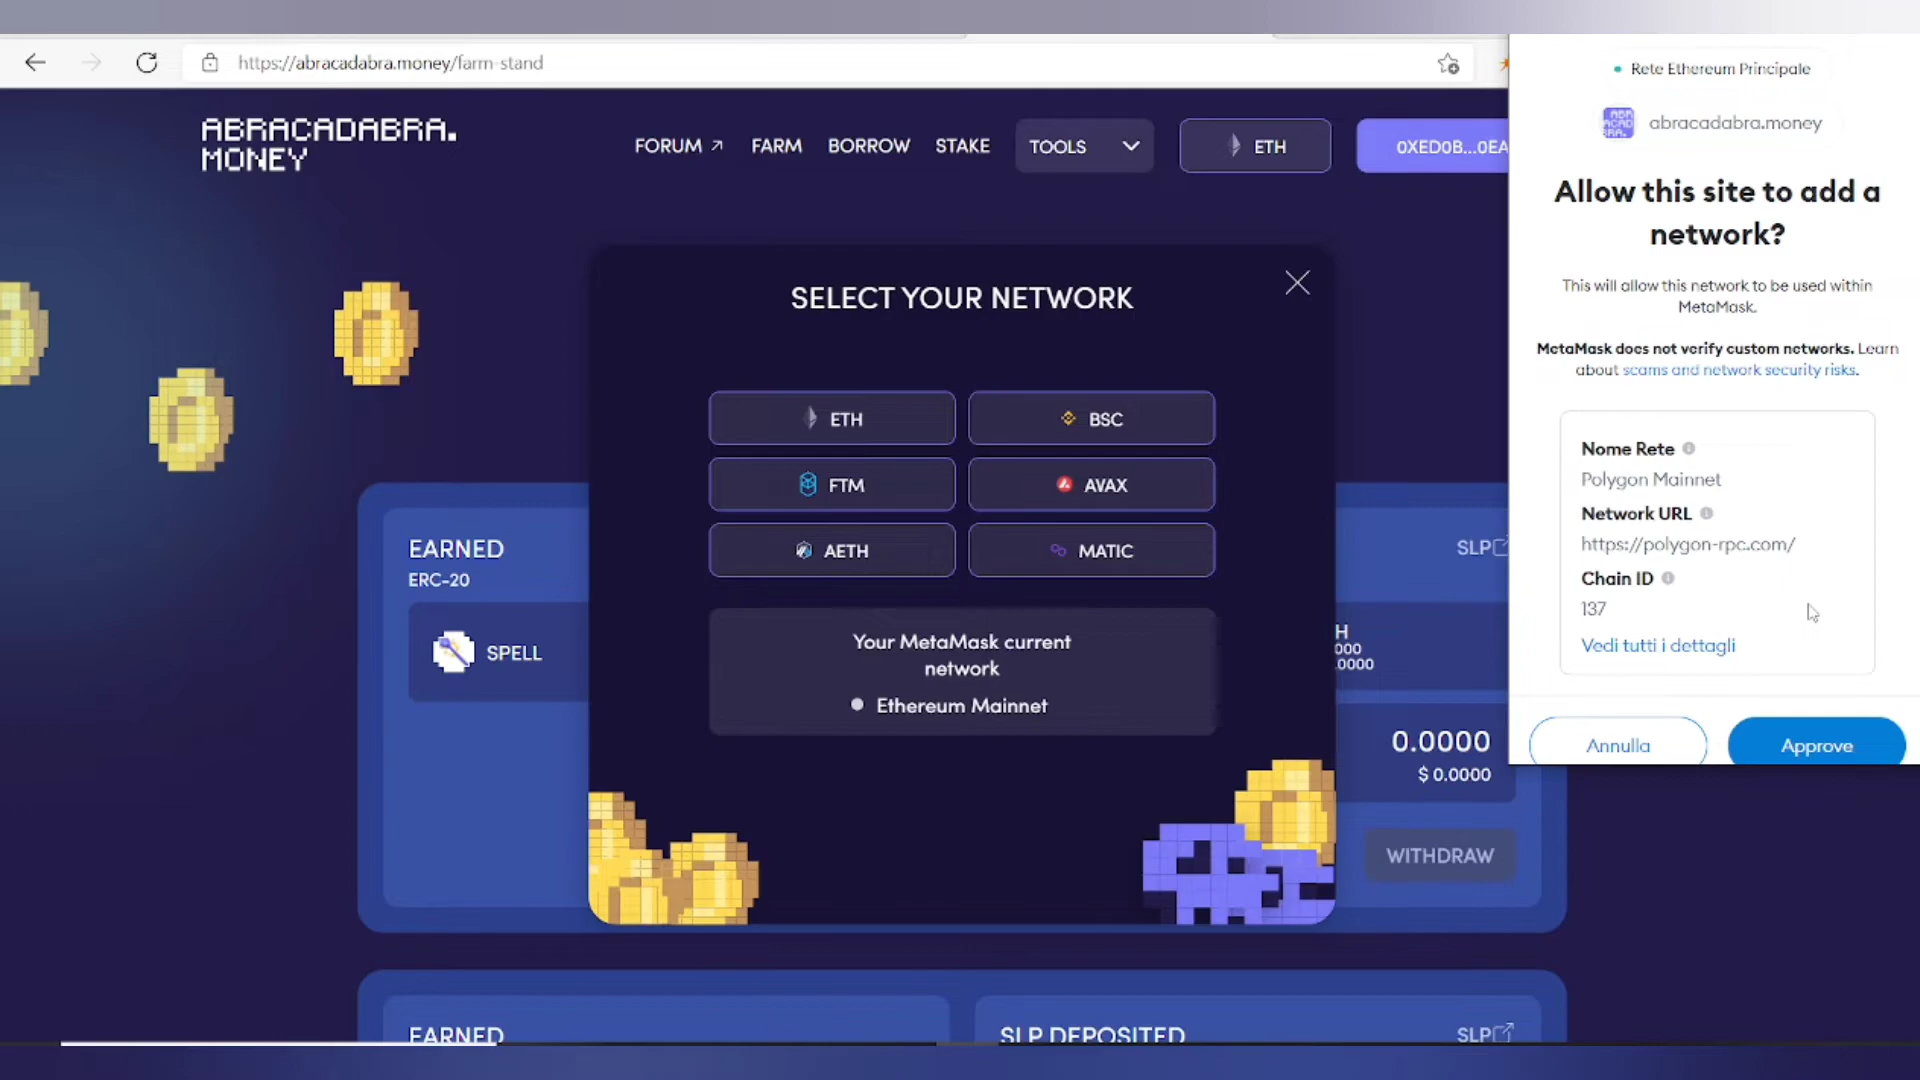 https://abracadabra.money/farm-stand
ABRACADABRA.
MONEY
FORUM ↗ FARM BORROW STAKE TOOLS ETH 0XED0B...0EA
SELECT YOUR NETWORK
ETH BSC
FTM AVAX
AETH MATIC
Your MetaMask current
network
Ethereum Mainnet
EARNED
ERC-20
SPELL
SLP
H
000
.0000
0.0000
$ 0.0000
WITHDRAW
EARNED
SLP DEPOSITED
SLP
Rete Ethereum Principale
ABRA
CADA
BRA.
abracadabra.money
Allow this site to add a
network?
This will allow this network to be used within
MetaMask.
MetaMask does not verify custom networks. Learn
about scams and network security risks.
Nome Rete
Polygon Mainnet
Network URL
https://polygon-rpc.com/
Chain ID
137
Vedi tutti i dettagli
Annulla Approve